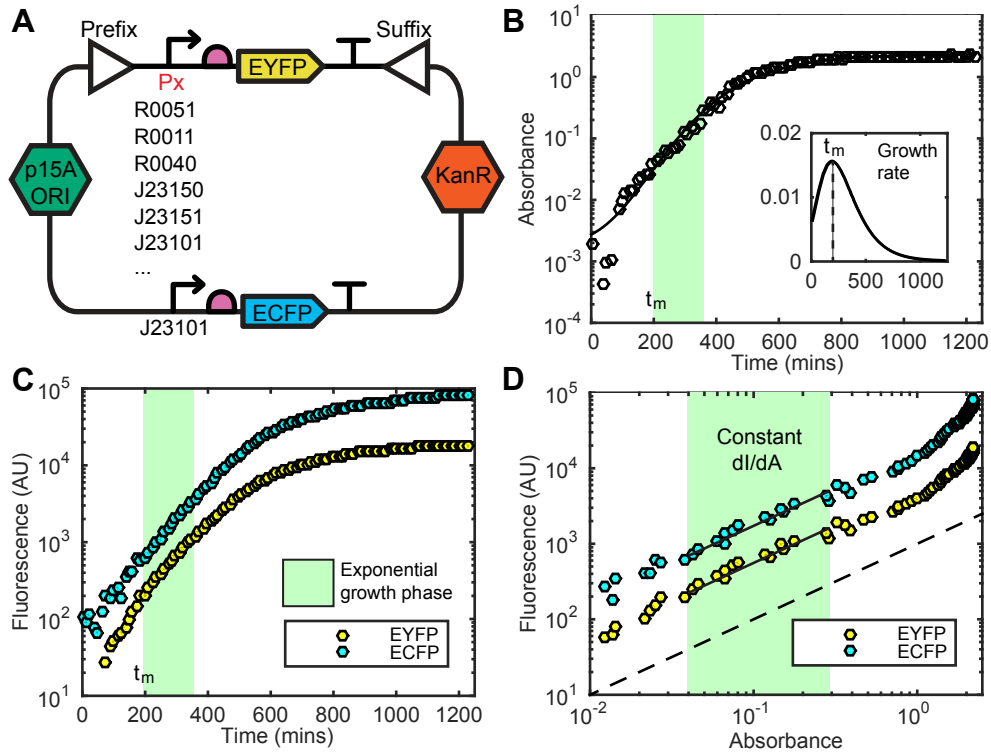 A
Prefix
Suffix
EYFP
Px
R0051
R0011
R0040
J23150
J23151
J23101
...
p15A
ORI
KanR
ECFP
J23101
B
Absorbance
10^1
10^0
10^-1
10^-2
10^-3
10^-4
0 200 400 600 800 1000 1200
Time (mins)
t_m
0.02
0.01
0
0 500 1000
t_m
Growth
rate
C
Fluorescence (AU)
10^5
10^4
10^3
10^2
10^1
0 200 400 600 800 1000 1200
Time (mins)
t_m
Exponential
growth phase
EYFP
ECFP
D
Fluorescence (AU)
10^5
10^4
10^3
10^2
10^1
10^-2 10^-1 10^0
Absorbance
Constant
dI/dA
EYFP
ECFP